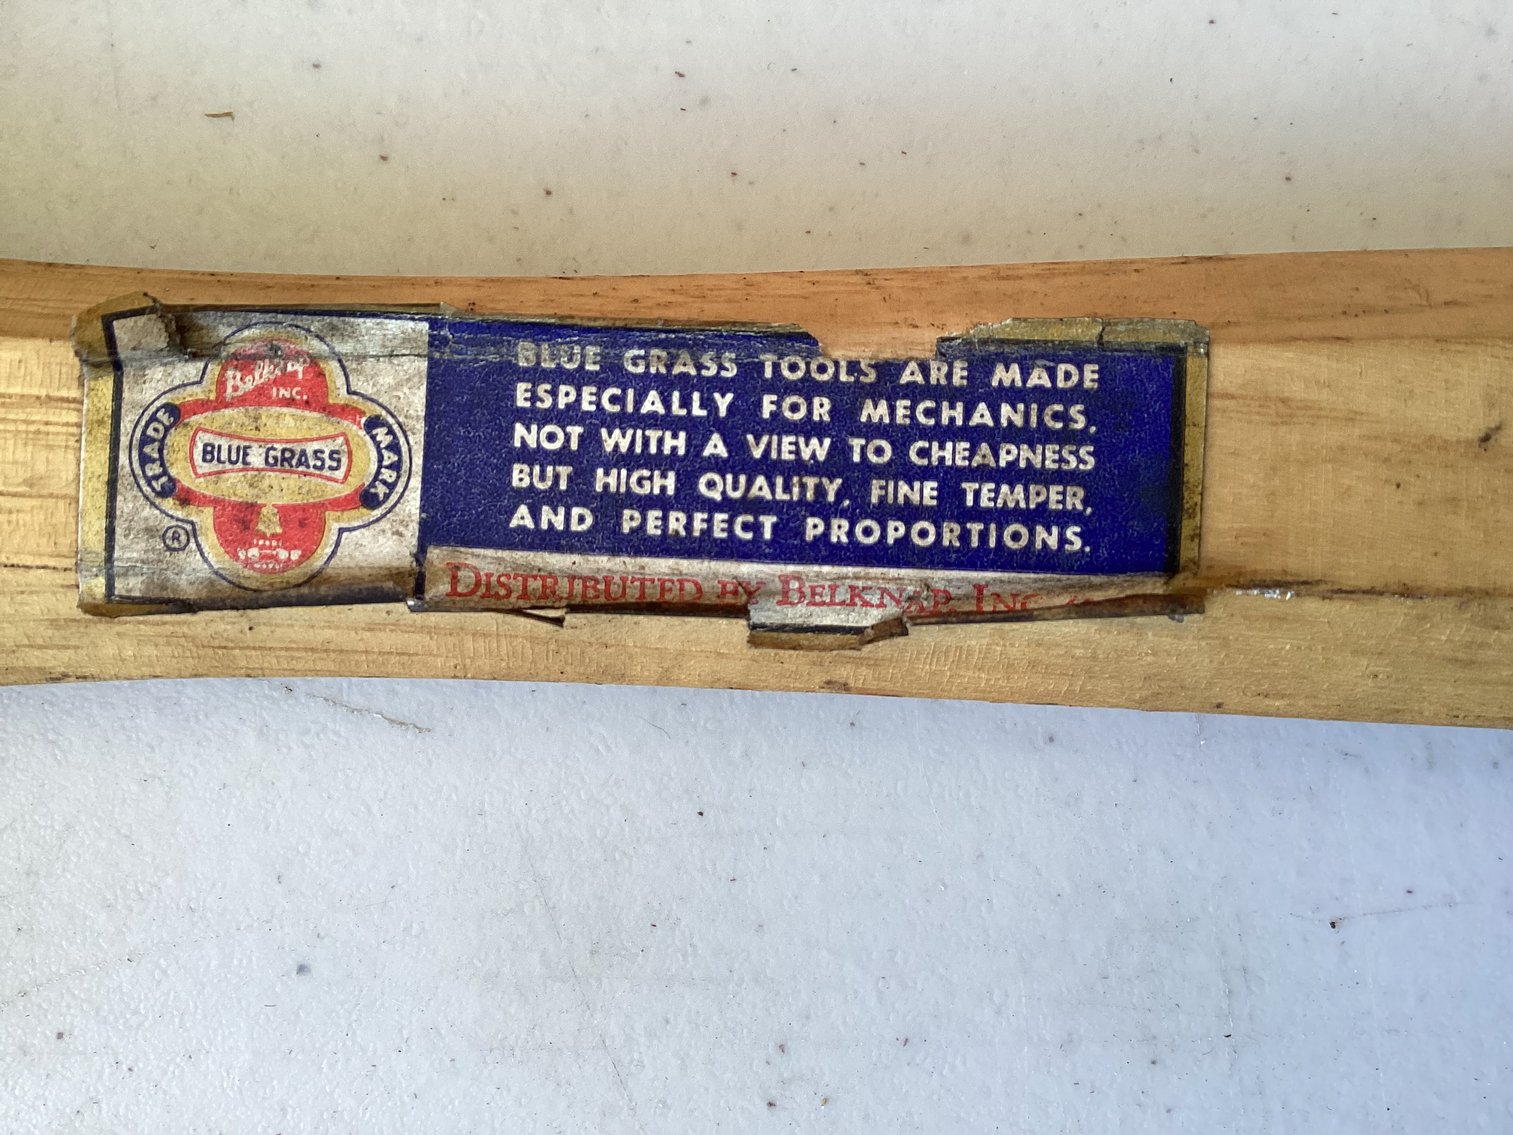 Belknap
INC.
TRADE
MARK
BLUE GRASS
®
BLUE GRASS TOOLS ARE MADE
ESPECIALLY FOR MECHANICS,
NOT WITH A VIEW TO CHEAPNESS
BUT HIGH QUALITY, FINE TEMPER,
AND PERFECT PROPORTIONS.
DISTRIBUTED BY BELKNAP, INC.